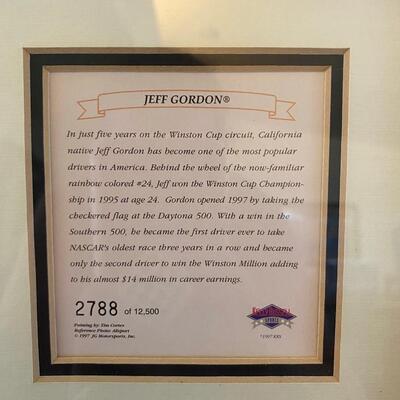 JEFF GORDON®
In just five years on the Winston Cup circuit, California
native Jeff Gordon has become one of the most popular
drivers in America. Behind the wheel of the now-familiar
rainbow colored #24, Jeff won the Winston Cup Champion-
ship in 1995 at age 24. Gordon opened 1997 by taking the
checkered flag at the Daytona 500. With a win in the
Southern 500, he became the first driver ever to take
NASCAR's oldest race three years in a row and became
only the second driver to win the Winston Million adding
to his almost $14 million in career earnings.
2788 of 12,500
Painting by: Tim Cortes
Reference Photo: Allsport
© 1997 JG Motorsports, Inc.